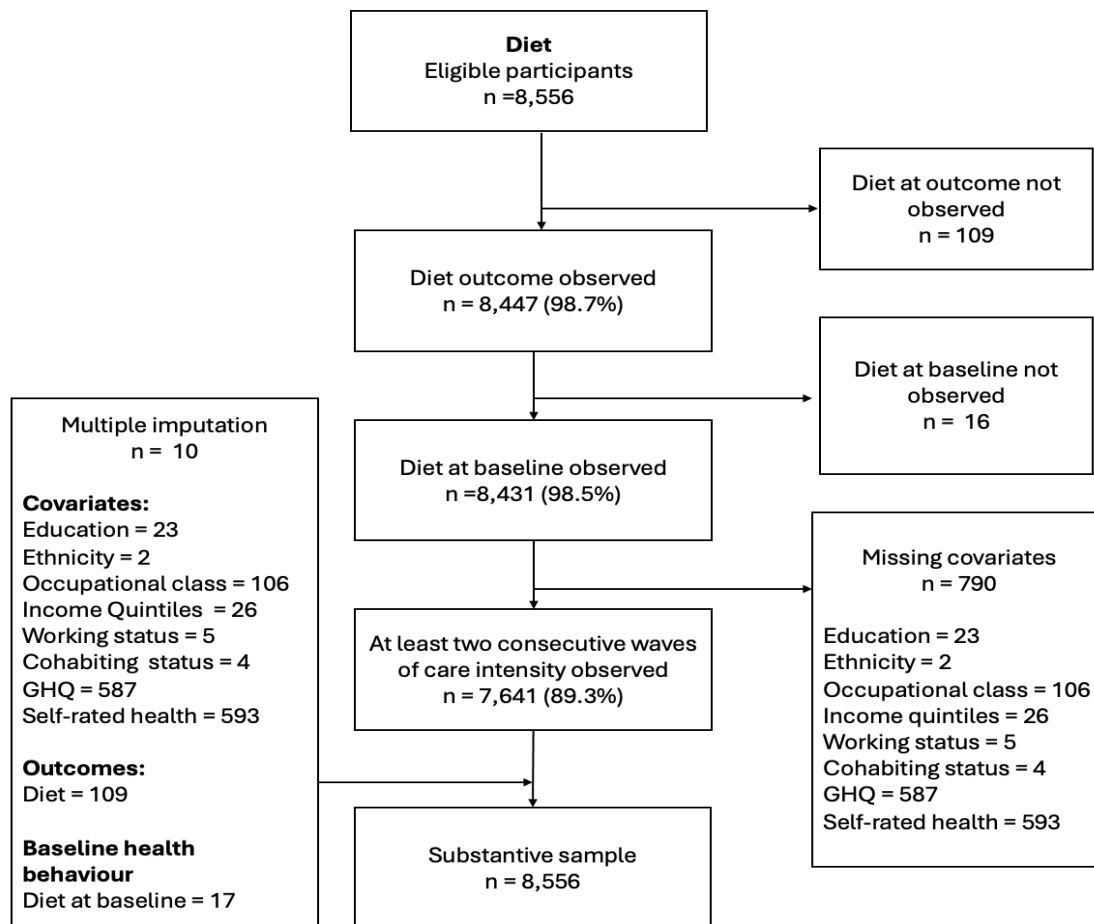 Diet
Eligible participants
n =8,556
Diet at outcome not
observed
n = 109
Diet outcome observed
n = 8,447 (98.7%)
Diet at baseline not
observed
n =  16
Diet at baseline observed
n =8,431 (98.5%)
Multiple imputation
n =  10
Covariates:
Education = 23
Ethnicity = 2
Occupational class = 106
Income Quintiles  = 26
Working status = 5
Cohabiting  status = 4
GHQ = 587
Self-rated health = 593
Outcomes:
Diet = 109
Baseline health
behaviour
Diet at baseline = 17
Missing covariates
n = 790
Education = 23
Ethnicity = 2
Occupational class = 106
Income quintiles = 26
Working status = 5
Cohabiting status = 4
GHQ = 587
Self-rated health = 593
At least two consecutive waves
of care intensity observed
n = 7,641 (89.3%)
Substantive sample
n = 8,556